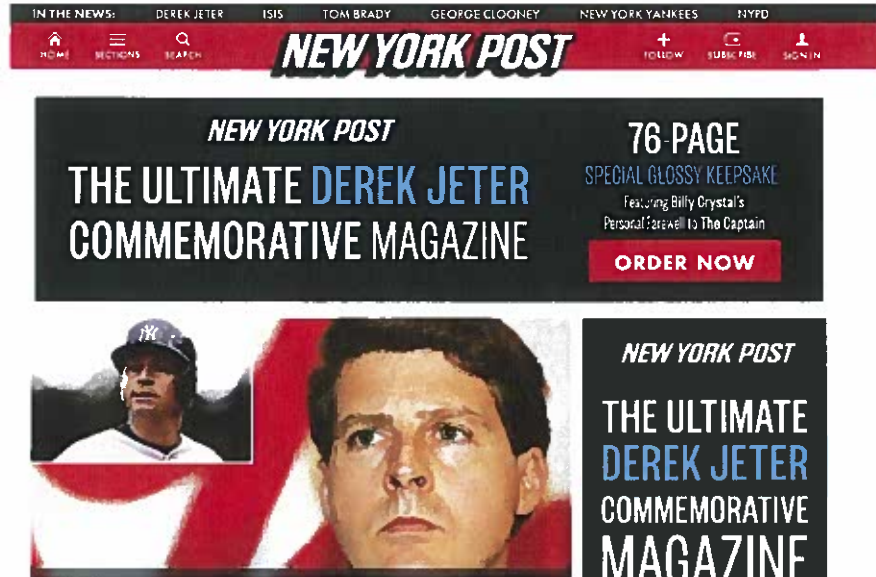 IN THE NEWS: DEREK JETER ISIS TOM BRADY GEORGE CLOONEY NEW YORK YANKEES NYPD
HOME SECTIONS SEARCH NEW YORK POST FOLLOW SUBSCRIBE SIGN IN
NEW YORK POST
THE ULTIMATE DEREK JETER
COMMEMORATIVE MAGAZINE
76-PAGE
SPECIAL GLOSSY KEEPSAKE
Featuring Billy Crystal's
Personal Farewell to The Captain
ORDER NOW
NY
NEW YORK POST
THE ULTIMATE
DEREK JETER
COMMEMORATIVE
MAGAZINE